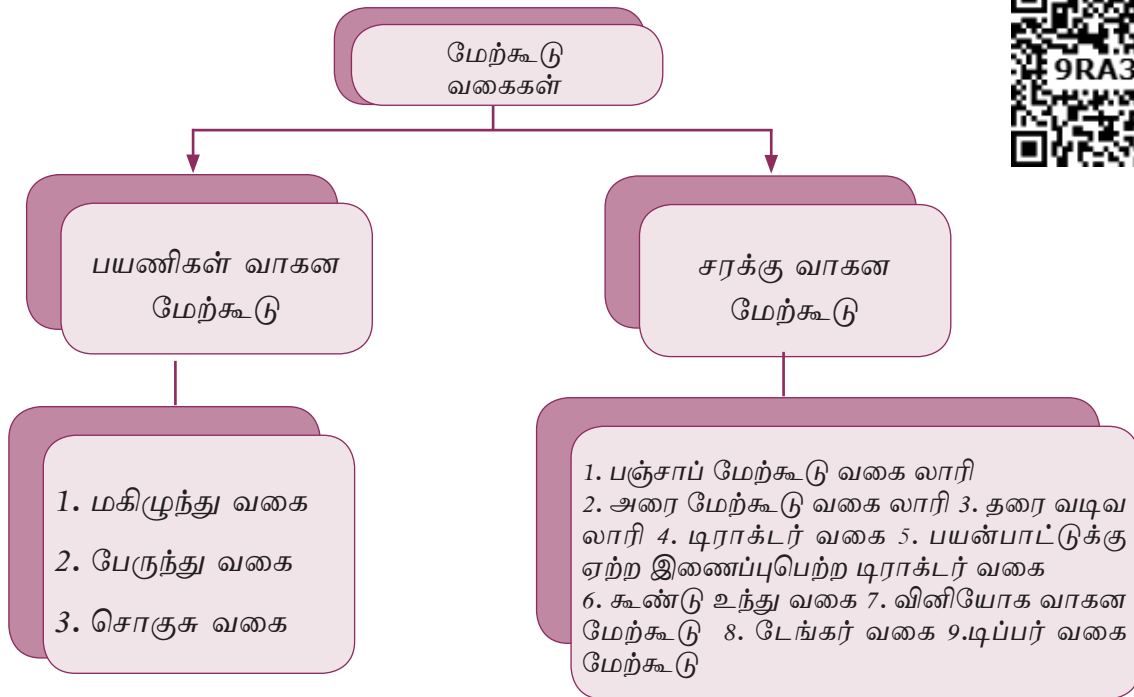 மேற்கூடு
வகைகள்
9RA3
பயணிகள் வாகன
மேற்கூடு
சரக்கு வாகன
மேற்கூடு
1. மகிழுந்து வகை
2. பேருந்து வகை
3. சொகுசு வகை
1. பஞ்சாப் மேற்கூடு வகை லாரி
2. அரை மேற்கூடு வகை லாரி 3. தரை வடிவ
லாரி 4. டிராக்டர் வகை 5. பயன்பாட்டுக்கு
ஏற்ற இணைப்புபெற்ற டிராக்டர் வகை
6. கூண்டு உந்து வகை 7. வினியோக வாகன
மேற்கூடு 8. டேங்கர் வகை 9.டிப்பர் வகை
மேற்கூடு